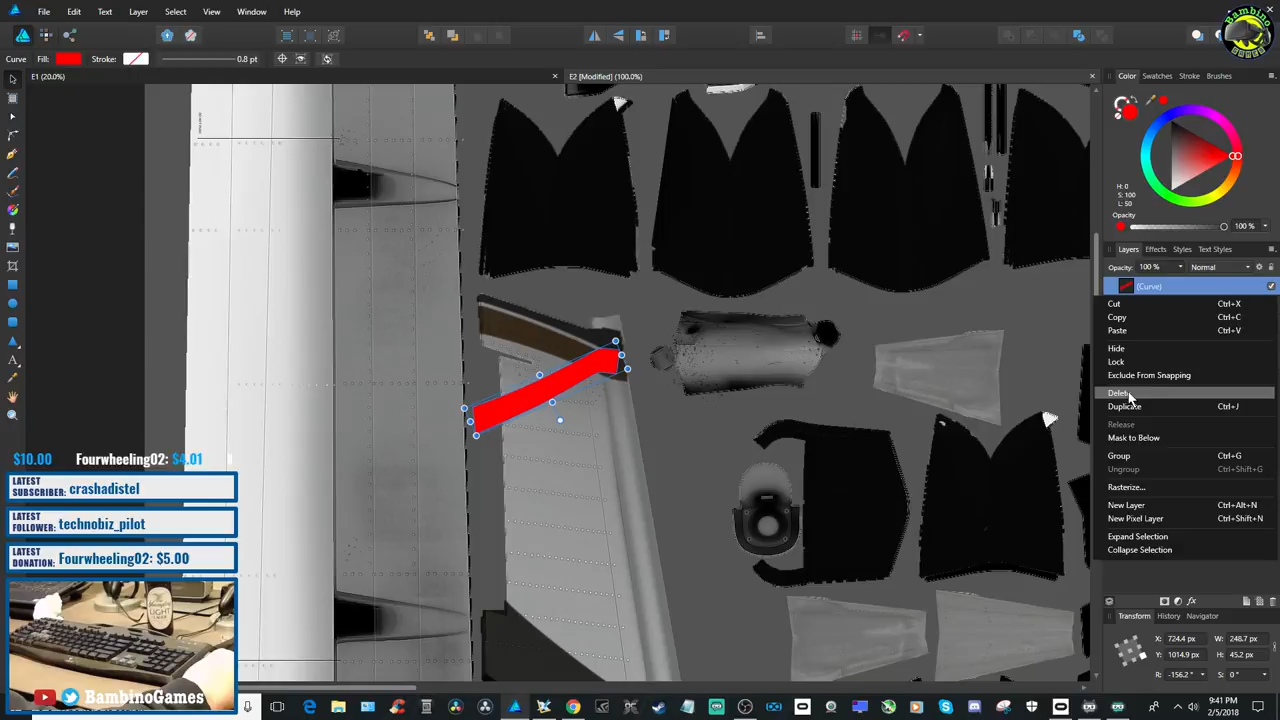 File Edit Text Layer Select View Window Help
Bambino
GAMES
Curve Fill: Stroke: 0.8 pt
E1 (20.0%) E2 [Modified] (100.0%)
Color Swatches Stroke Brushes
H: 0
S: 100
L: 50
Opacity
100 %
Layers Effects Styles Text Styles
Opacity: 100 % Normal
(Curve)
Cut Ctrl+X
Copy Ctrl+C
Paste Ctrl+V
Hide
Lock
Exclude From Snapping
Delete
Duplicate Ctrl+J
Release
Mask to Below
Group Ctrl+G
Ungroup Ctrl+Shift+G
Rasterize...
New Layer Ctrl+Alt+N
New Pixel Layer Ctrl+Shift+N
Expand Selection
Collapse Selection
fx
Transform History Navigator
X: 724.4 px W: 248.7 px
Y: 1014.9 px H: 45.2 px
R: -156.2 ° S: 0 °
$10.00 Fourwheeling02: $4.01
LATEST
SUBSCRIBER: crashadistel
LATEST
FOLLOWER: technobiz_pilot
LATEST
DONATION: Fourwheeling02: $5.00
LIGHT
BambinoGames
9:41 PM
2/5/2018